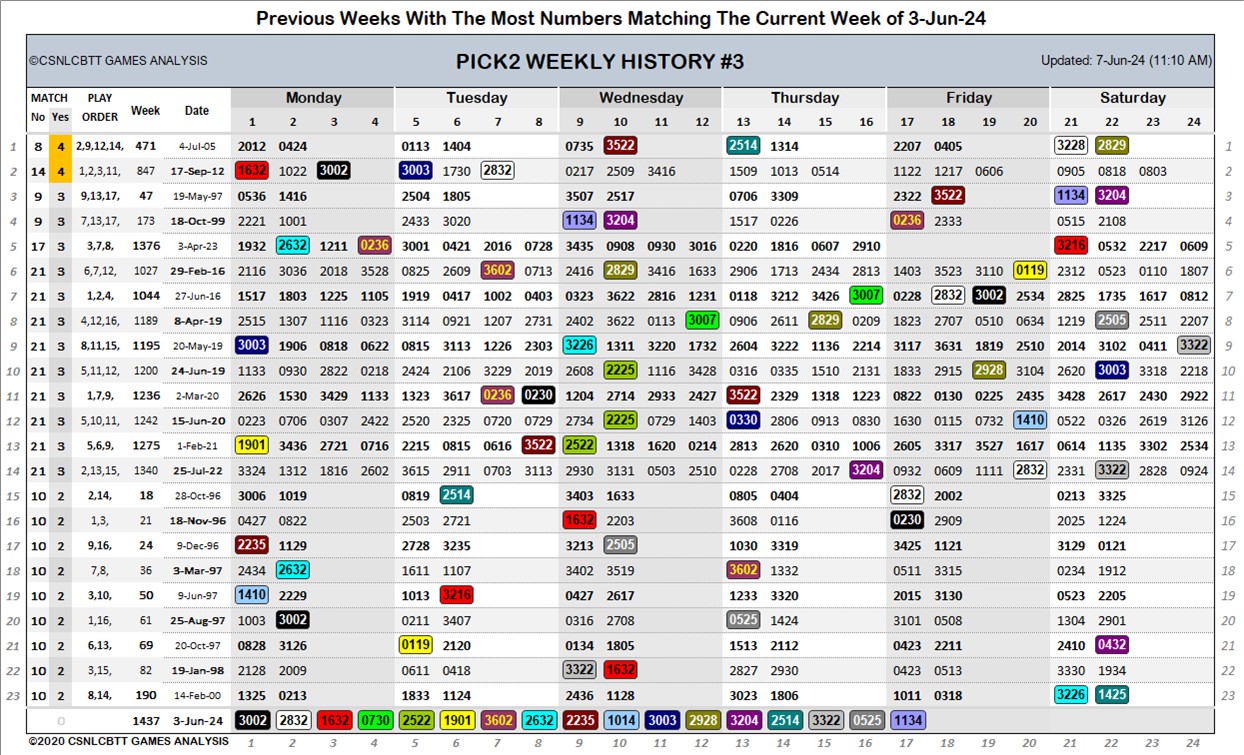 Previous Weeks With The Most Numbers Matching The Current Week of 3-Jun-24
©CSNLCBTT GAMES ANALYSIS PICK2 WEEKLY HISTORY #3 Updated: 7-Jun-24 (11:10 AM)
MATCH PLAY Week Date Monday Tuesday Wednesday Thursday Friday Saturday
No Yes ORDER 1 2 3 4 5 6 7 8 9 10 11 12 13 14 15 16 17 18 19 20 21 22 23 24
1 8 4 2,9,12,14, 471 4-Jul-05 2012 0424 0113 1404 0735 3522 2514 1314 2207 0405 3228 2829 1
2 14 4 1,2,3,11, 847 17-Sep-12 1632 1022 3002 3003 1730 2832 0217 2509 3416 1509 1013 0514 1122 1217 0606 0905 0818 0803 2
3 9 3 9,13,17, 47 19-May-97 0536 1416 2504 1805 3507 2517 0706 3309 2322 3522 1134 3204 3
4 9 3 7,13,17, 173 18-Oct-99 2221 1001 2433 3020 1134 3204 1517 0226 0236 2333 0515 2108 4
5 17 3 3,7,8, 1376 3-Apr-23 1932 2632 1211 0236 3001 0421 2016 0728 3435 0908 0930 3016 0220 1816 0607 2910 3216 0532 2217 0609 5
6 21 3 6,7,12, 1027 29-Feb-16 2116 3036 2018 3528 0825 2609 3602 0713 2416 2829 3416 1633 2906 1713 2434 2813 1403 3523 3110 0119 2312 0523 0110 1807 6
7 21 3 1,2,4, 1044 27-Jun-16 1517 1803 1225 1105 1919 0417 1002 0403 0323 3622 2816 1231 0118 3212 3426 3007 0228 2832 3002 2534 2825 1735 1617 0812 7
8 21 3 4,12,16, 1189 8-Apr-19 2515 1307 1116 0323 3114 0921 1207 2731 2402 3622 0113 3007 0906 2611 2829 0209 1823 2707 0510 0634 1219 2505 2511 2207 8
9 21 3 8,11,15, 1195 20-May-19 3003 1906 0818 0622 0815 3113 1226 2303 3226 1311 3220 1732 2604 3222 1136 2214 3117 3631 1819 2510 2014 3102 0411 3322 9
10 21 3 5,11,12, 1200 24-Jun-19 1133 0930 2822 0218 2424 2106 3229 2019 2608 2225 1116 3428 0316 0335 1510 2131 1833 2915 2928 3104 2620 3003 3318 2218 10
11 21 3 1,7,9, 1236 2-Mar-20 2626 1530 3429 1133 1323 3617 0236 0230 1204 2714 2933 2427 3522 2329 1318 1223 0822 0130 0225 2435 3428 2617 2430 2922 11
12 21 3 5,10,11, 1242 15-Jun-20 0223 0706 0307 2422 2520 2325 0720 0729 2734 2225 0729 1403 0330 2806 0913 0830 1630 0115 0732 1410 0522 0326 2619 3126 12
13 21 3 5,6,9, 1275 1-Feb-21 1901 3436 2721 0716 2215 0815 0616 3522 2522 1318 1620 0214 2813 2620 0310 1006 2605 3317 3527 1617 0614 1135 3302 2534 13
14 21 3 2,13,15, 1340 25-Jul-22 3324 1312 1816 2602 3615 2911 0703 3113 2930 3131 0503 2510 0228 2708 2017 3204 0932 0609 1111 2832 2331 3322 2828 0924 14
15 10 2 2,14, 18 28-Oct-96 3006 1019 0819 2514 3403 1633 0805 0404 2832 2002 0213 3325 15
16 10 2 1,3, 21 18-Nov-96 0427 0822 2503 2721 1632 2203 3608 0116 0230 2909 2025 1224 16
17 10 2 9,16, 24 9-Dec-96 2235 1129 2728 3235 3213 2505 1030 3319 3425 1121 3129 0121 17
18 10 2 7,8, 36 3-Mar-97 2434 2632 1611 1107 3402 3519 3602 1332 0511 3315 0234 1912 18
19 10 2 3,10, 50 9-Jun-97 1410 2229 1013 3216 0427 2617 1233 3320 2015 3130 0523 2205 19
20 10 2 1,16, 61 25-Aug-97 1003 3002 0211 3407 0316 2708 0525 1424 3101 0508 1304 2901 20
21 10 2 6,13, 69 20-Oct-97 0828 3126 0119 2120 0134 1805 1513 2112 0423 2211 2410 0432 21
22 10 2 3,15, 82 19-Jan-98 2128 2009 0611 0418 3322 1632 2827 2930 0423 0513 3330 1934 22
23 10 2 8,14, 190 14-Feb-00 1325 0213 1833 1124 2436 1128 3023 1806 1011 0318 3226 1425 23
0 1437 3-Jun-24 3002 2832 1632 0730 2522 1901 3602 2632 2235 1014 3003 2928 3204 2514 3322 0525 1134
©2020 CSNLCBTT GAMES ANALYSIS 1 2 3 4 5 6 7 8 9 10 11 12 13 14 15 16 17 18 19 20 21 22 23 24